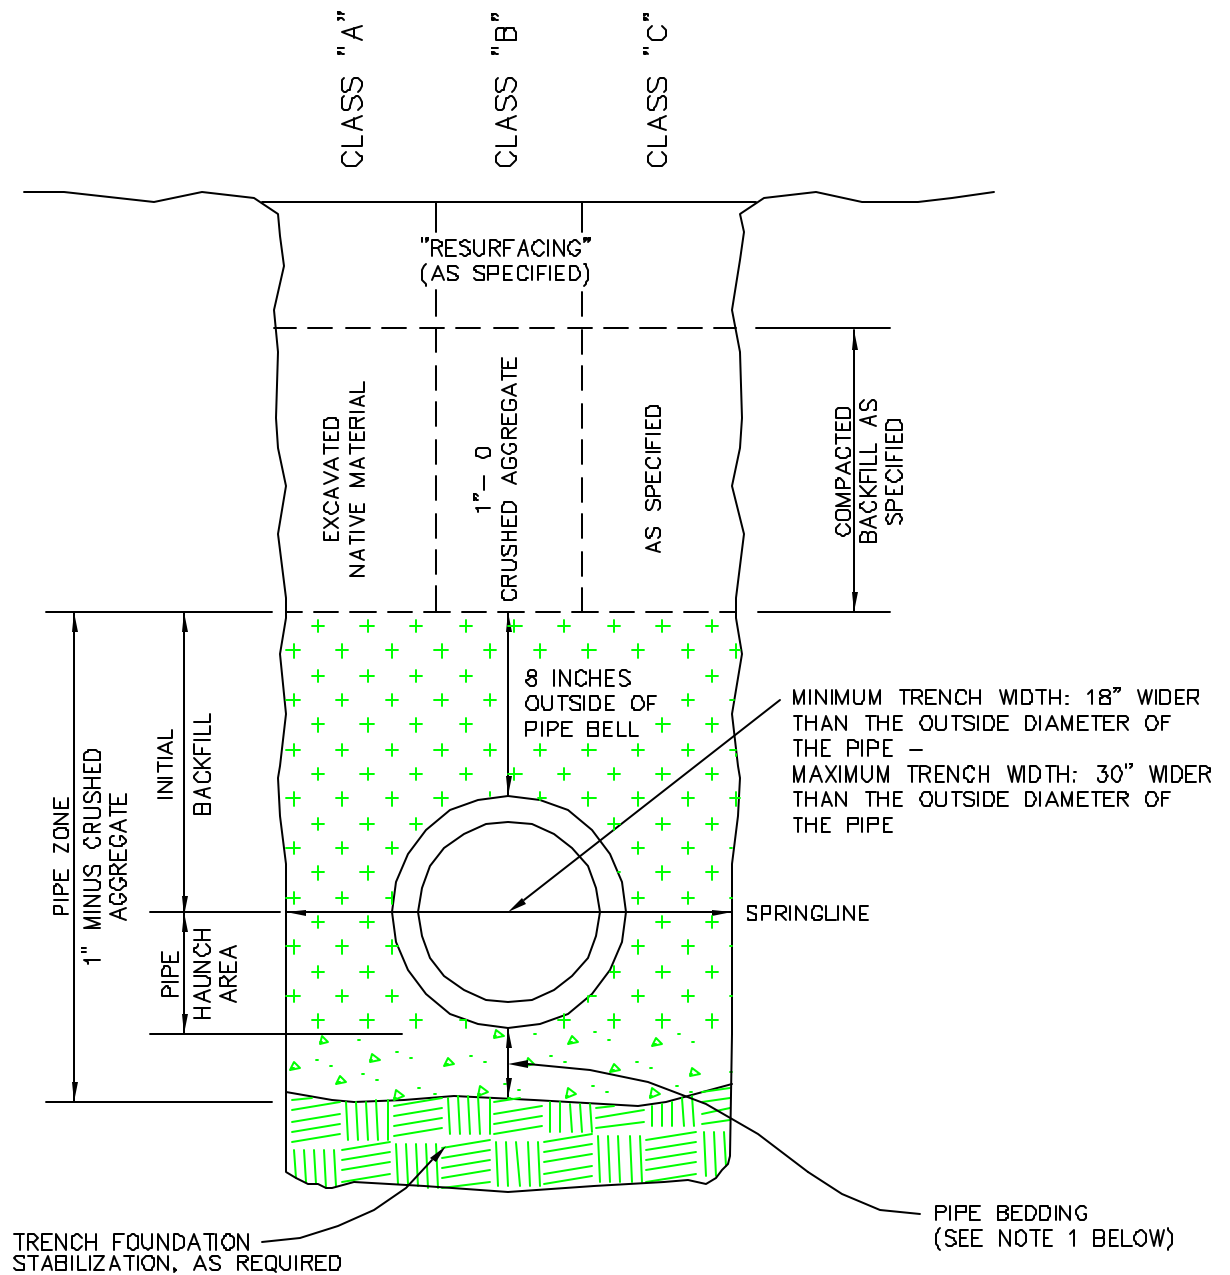 CLASS "A"
CLASS "B"
CLASS "C"
"RESURFACING"
(AS SPECIFIED)
EXCAVATED
NATIVE MATERIAL
1"- 0
CRUSHED AGGREGATE
AS SPECIFIED
COMPACTED
BACKFILL AS
SPECIFIED
8 INCHES
OUTSIDE OF
PIPE BELL
MINIMUM TRENCH WIDTH: 18" WIDER
THAN THE OUTSIDE DIAMETER OF
THE PIPE -
MAXIMUM TRENCH WIDTH: 30" WIDER
THAN THE OUTSIDE DIAMETER OF
THE PIPE
PIPE ZONE
1" MINUS CRUSHED
AGGREGATE
INITIAL
BACKFILL
SPRINGLINE
PIPE
HAUNCH
AREA
PIPE BEDDING
(SEE NOTE 1 BELOW)
TRENCH FOUNDATION
STABILIZATION, AS REQUIRED